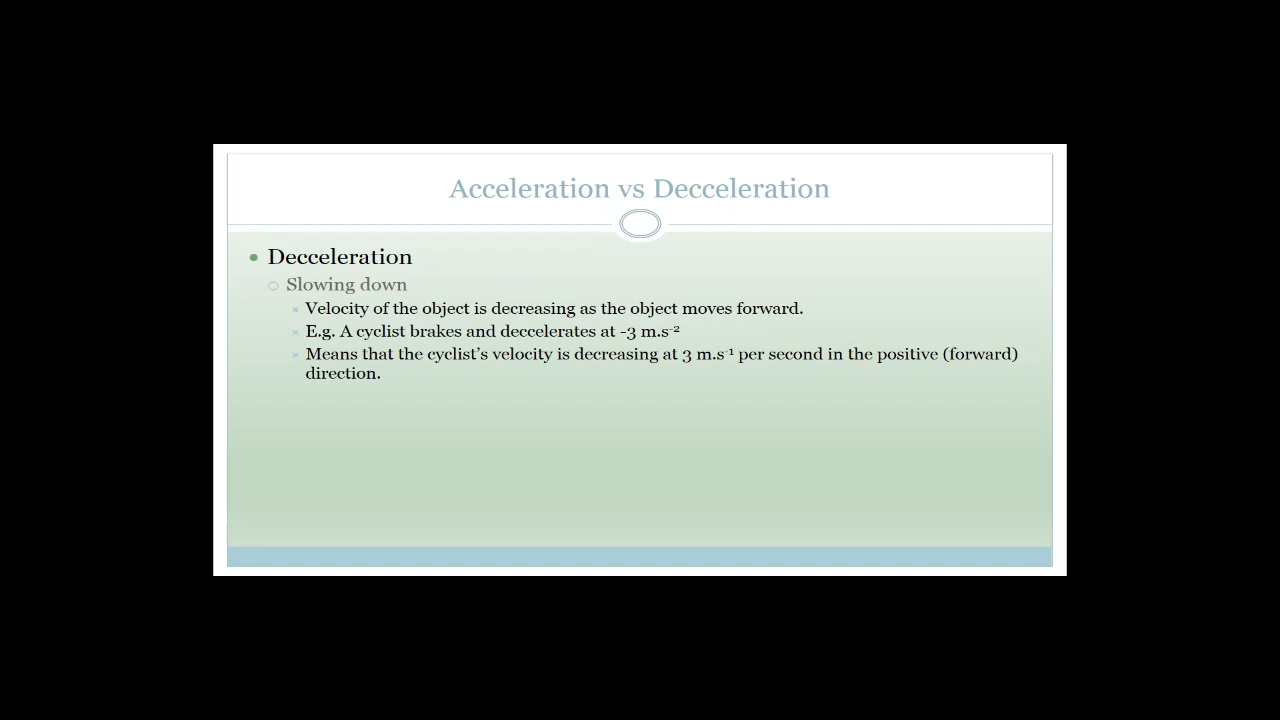 Acceleration vs Decceleration
Decceleration
Slowing down
Velocity of the object is decreasing as the object moves forward.
E.g. A cyclist brakes and deccelerates at -3 m.s⁻²
Means that the cyclist's velocity is decreasing at 3 m.s⁻¹ per second in the positive (forward)
direction.